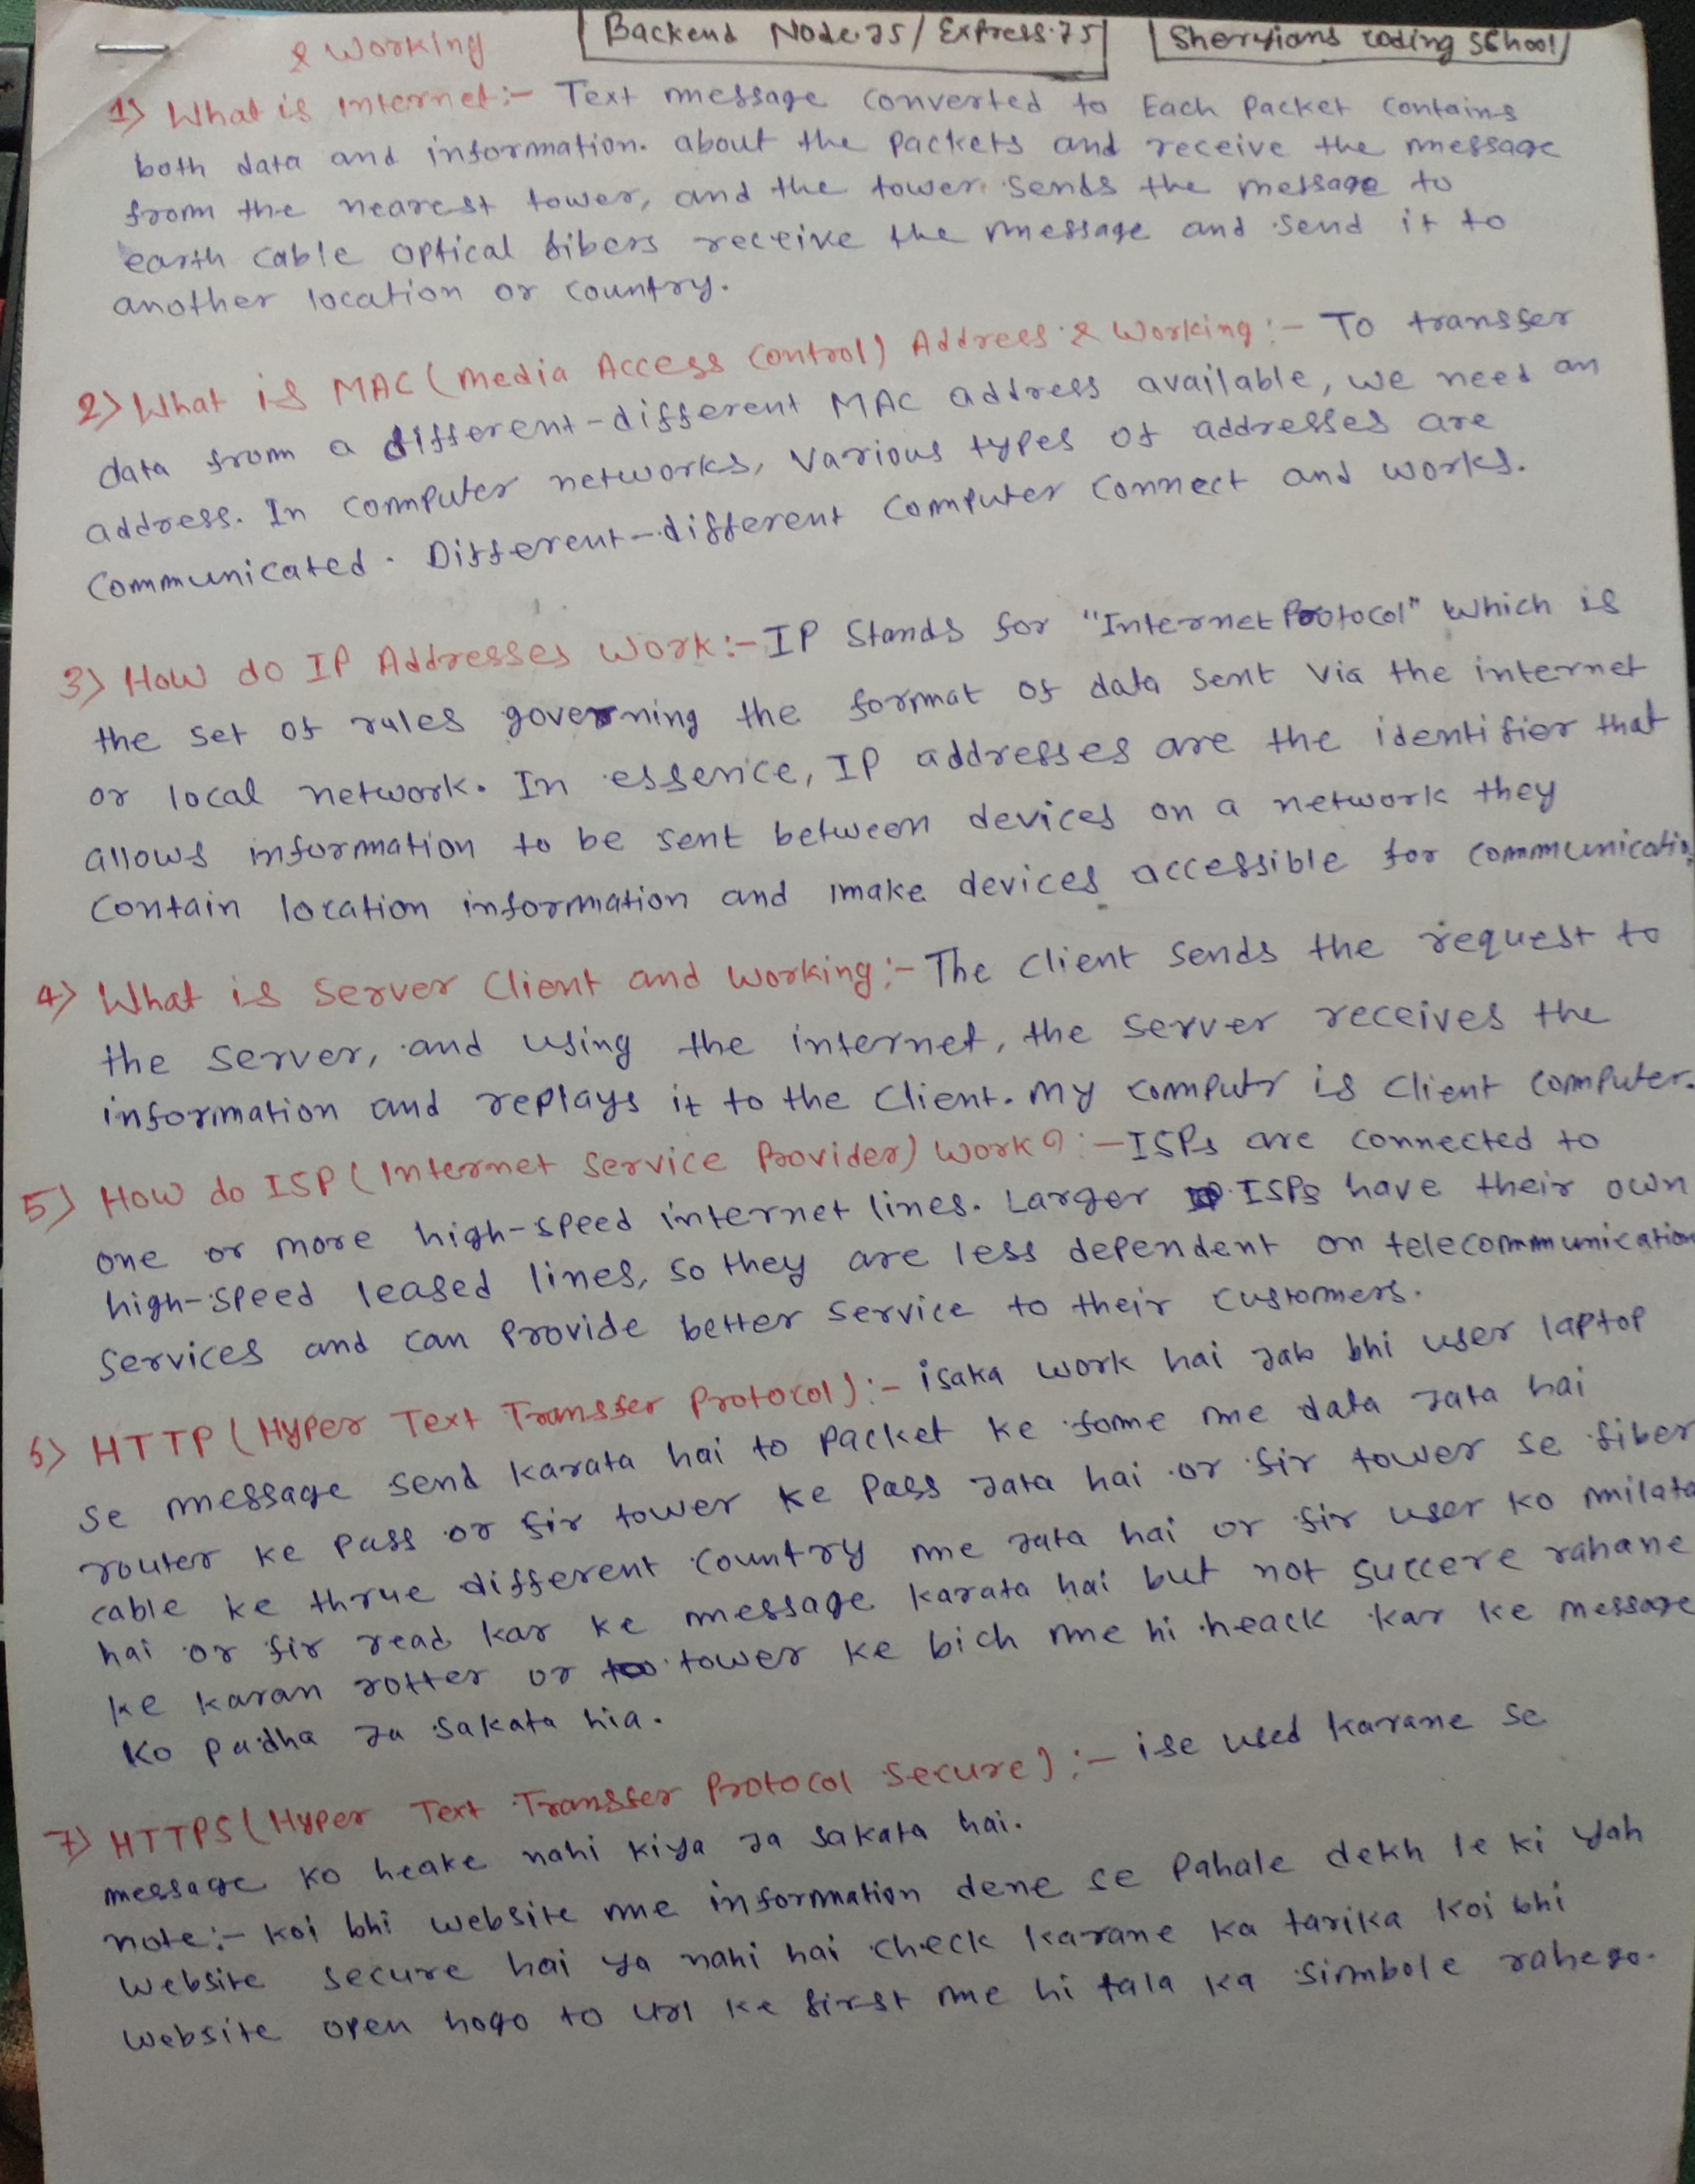 Backend Node.JS/Express.JS
Sheryians coding School
& Working
1) What is internet:- Text message converted to Each Packet contains
both data and information. about the Packets and receive the message
from the nearest tower, and the tower sends the message to
earth cable optical fibers receive the message and send it to
another location or country.
2) What is MAC (Media Access Control) Address & Working:- To transfer
data from a different-different MAC address available, we need an
address. In computer networks, various types of addresses are
communicated. Different-different computer connect and works.
3) How do IP Addresses Work:- IP Stands for "Internet Protocol" which is
the set of rules governing the format of data sent via the internet
or local network. In essence, IP addresses are the identifier that
allows information to be sent between devices on a network they
contain location information and make devices accessible for communicatio
4) What is Server Client and working:- The client sends the request to
the server, and using the internet, the server receives the
information and replays it to the client. my computr is client computer.
5) How do ISP (Internet Service Provider) Work?:- ISPs are connected to
one or more high-speed internet lines. Larger ISPs have their own
high-speed leased lines, so they are less dependent on telecommunication
services and can provide better service to their customers.
6) HTTP (Hyper Text Transfer Protocol):- isaka work hai Jab bhi user laptop
se message send karata hai to packet ke fome me data Jata hai
router ke pass or fir tower ke pass Jata hai or fir tower se fiber
cable ke thrue different country me Jata hai or fir user ko milata
hai or fir read kar ke message karata hai but not succere rahane
ke karan rotter or tower ke bich me hi heack kar ke message
ko padha Ja sakata hia.
7) HTTPS (Hyper Text Transfer Protocol Secure):- ise used karane se
message ko heake nahi kiya Ja sakata hai.
note:- koi bhi website me information dene se pahale dekh le ki yah
website secure hai ya nahi hai check karane ka tarika koi bhi
website open hogo to url ke first me hi tala ka simbole rahego.